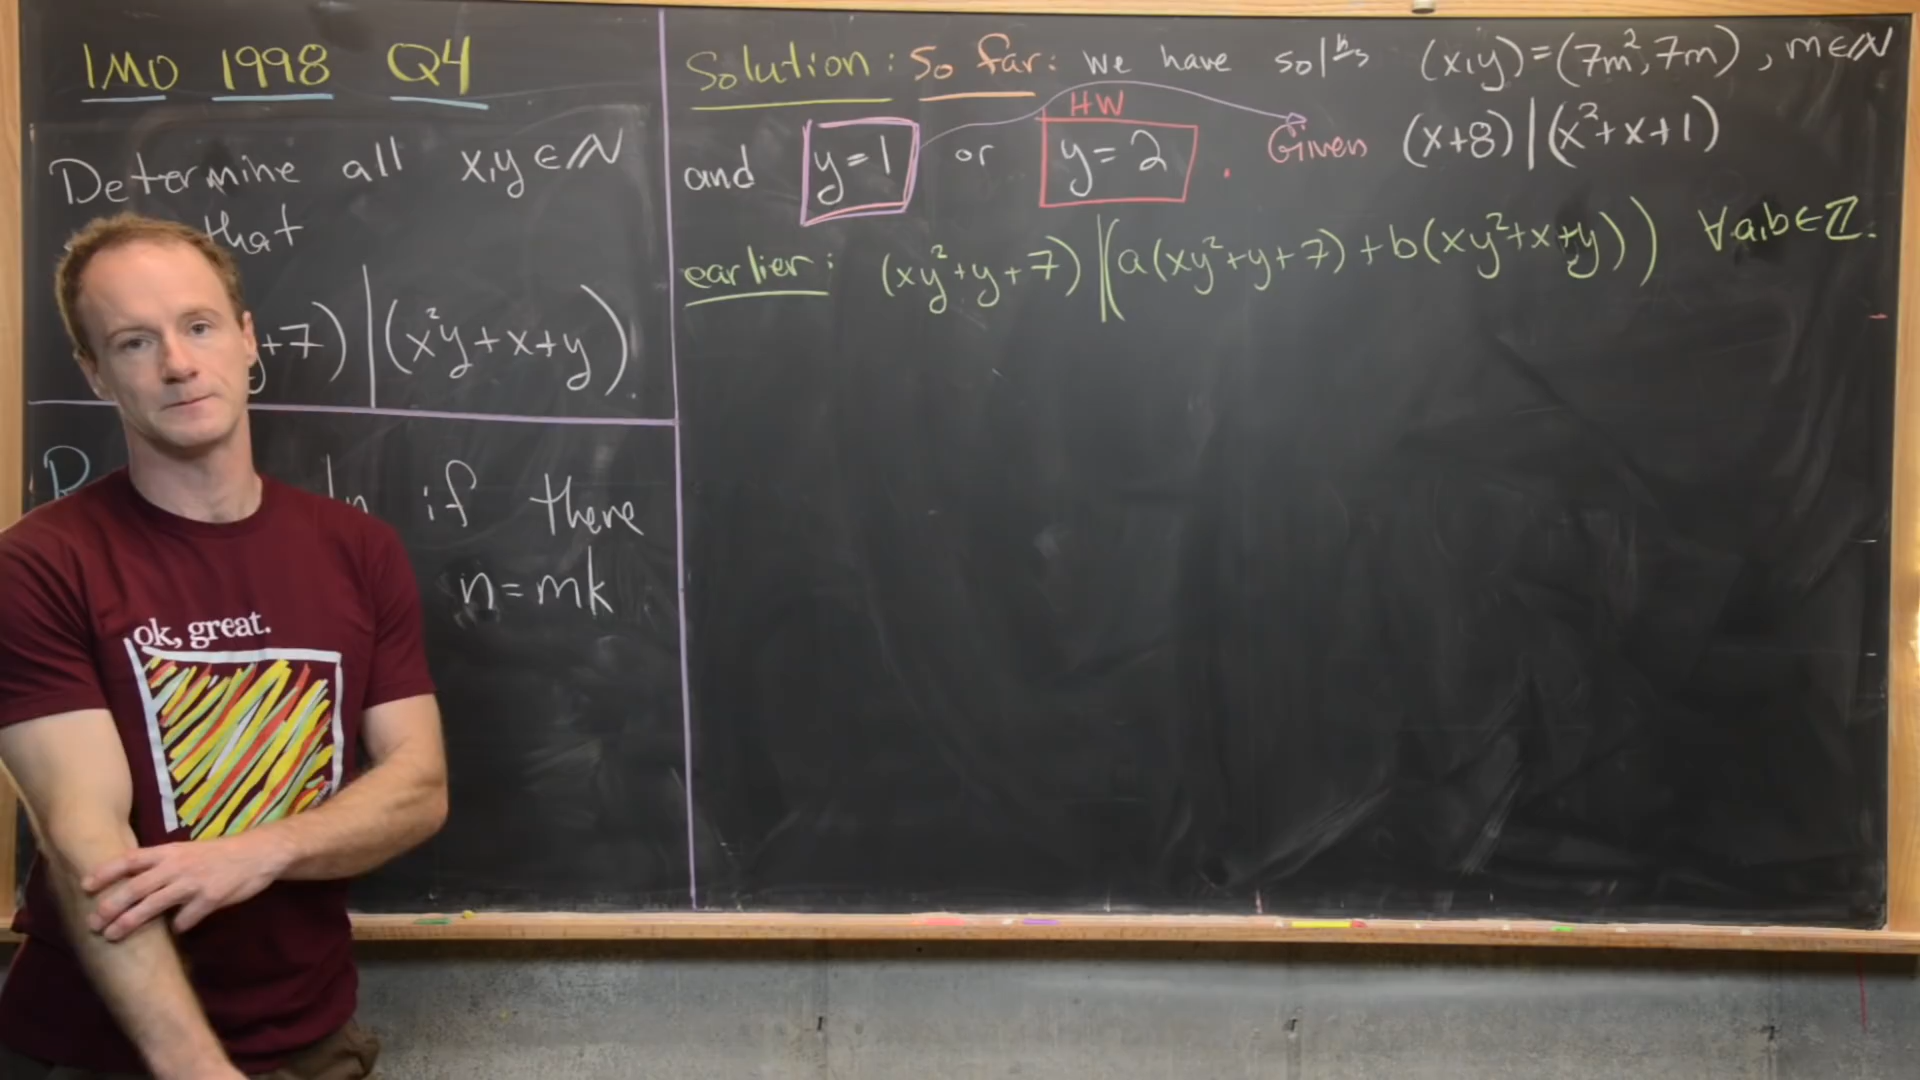 IMO 1998 Q4
Determine all x,y∈ℕ
that
+7) | (x²y+x+y).
if there
n=mk
Solution: So far: we have solⁿs (x,y)=(7m²,7m), m∈ℕ
HW
and y=1 or y=2. Given (x+8)|(x²+x+1)
earlier: (xy²+y+7)|(a(xy²+y+7)+b(xy²+x+y)) ∀a,b∈ℤ.
ok, great.